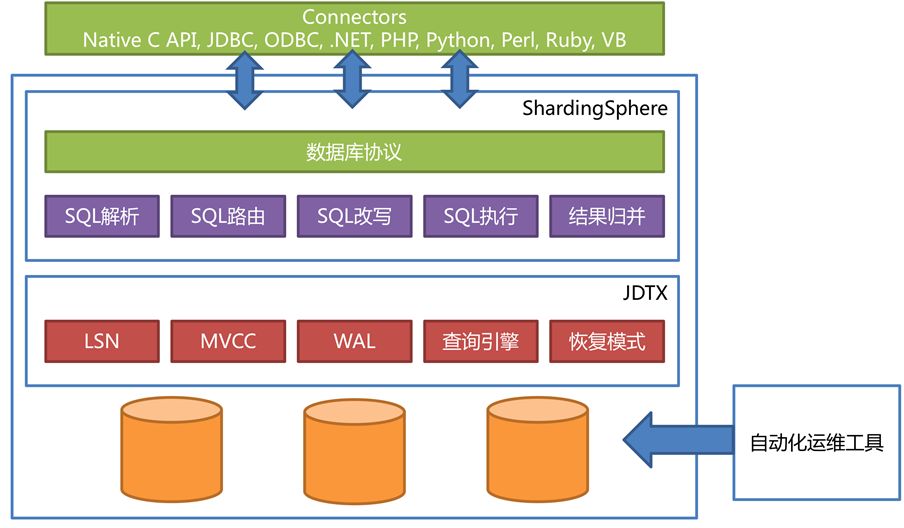 Connectors
Native C API, JDBC, ODBC, .NET, PHP, Python, Perl, Ruby, VB
ShardingSphere
数据库协议
SQL解析
SQL路由
SQL改写
SQL执行
结果归并
JDTX
LSN
MVCC
WAL
查询引擎
恢复模式
自动化运维工具